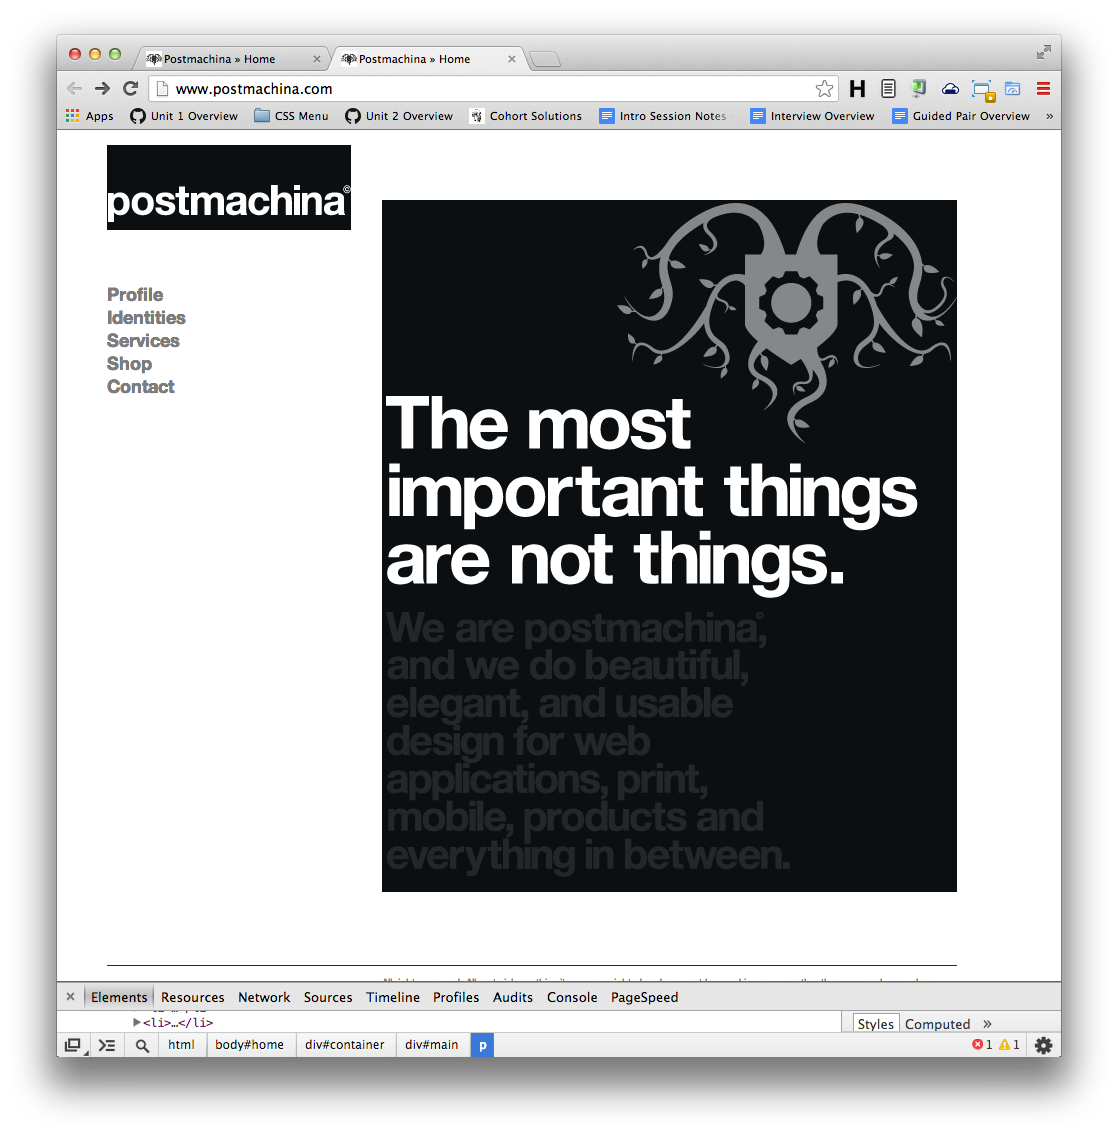 Postmachina » Home
Postmachina » Home
www.postmachina.com
H
Apps
Unit 1 Overview
CSS Menu
Unit 2 Overview
Cohort Solutions
Intro Session Notes
Interview Overview
Guided Pair Overview
»
postmachina©
Profile
Identities
Services
Shop
Contact
The most
important things
are not things.
We are postmachina©,
and we do beautiful,
elegant, and usable
design for web
applications, print,
mobile, products and
everything in between.
Elements Resources Network Sources Timeline Profiles Audits Console PageSpeed
<li>…</li>
Styles Computed »
html body#home div#container div#main p
1 1